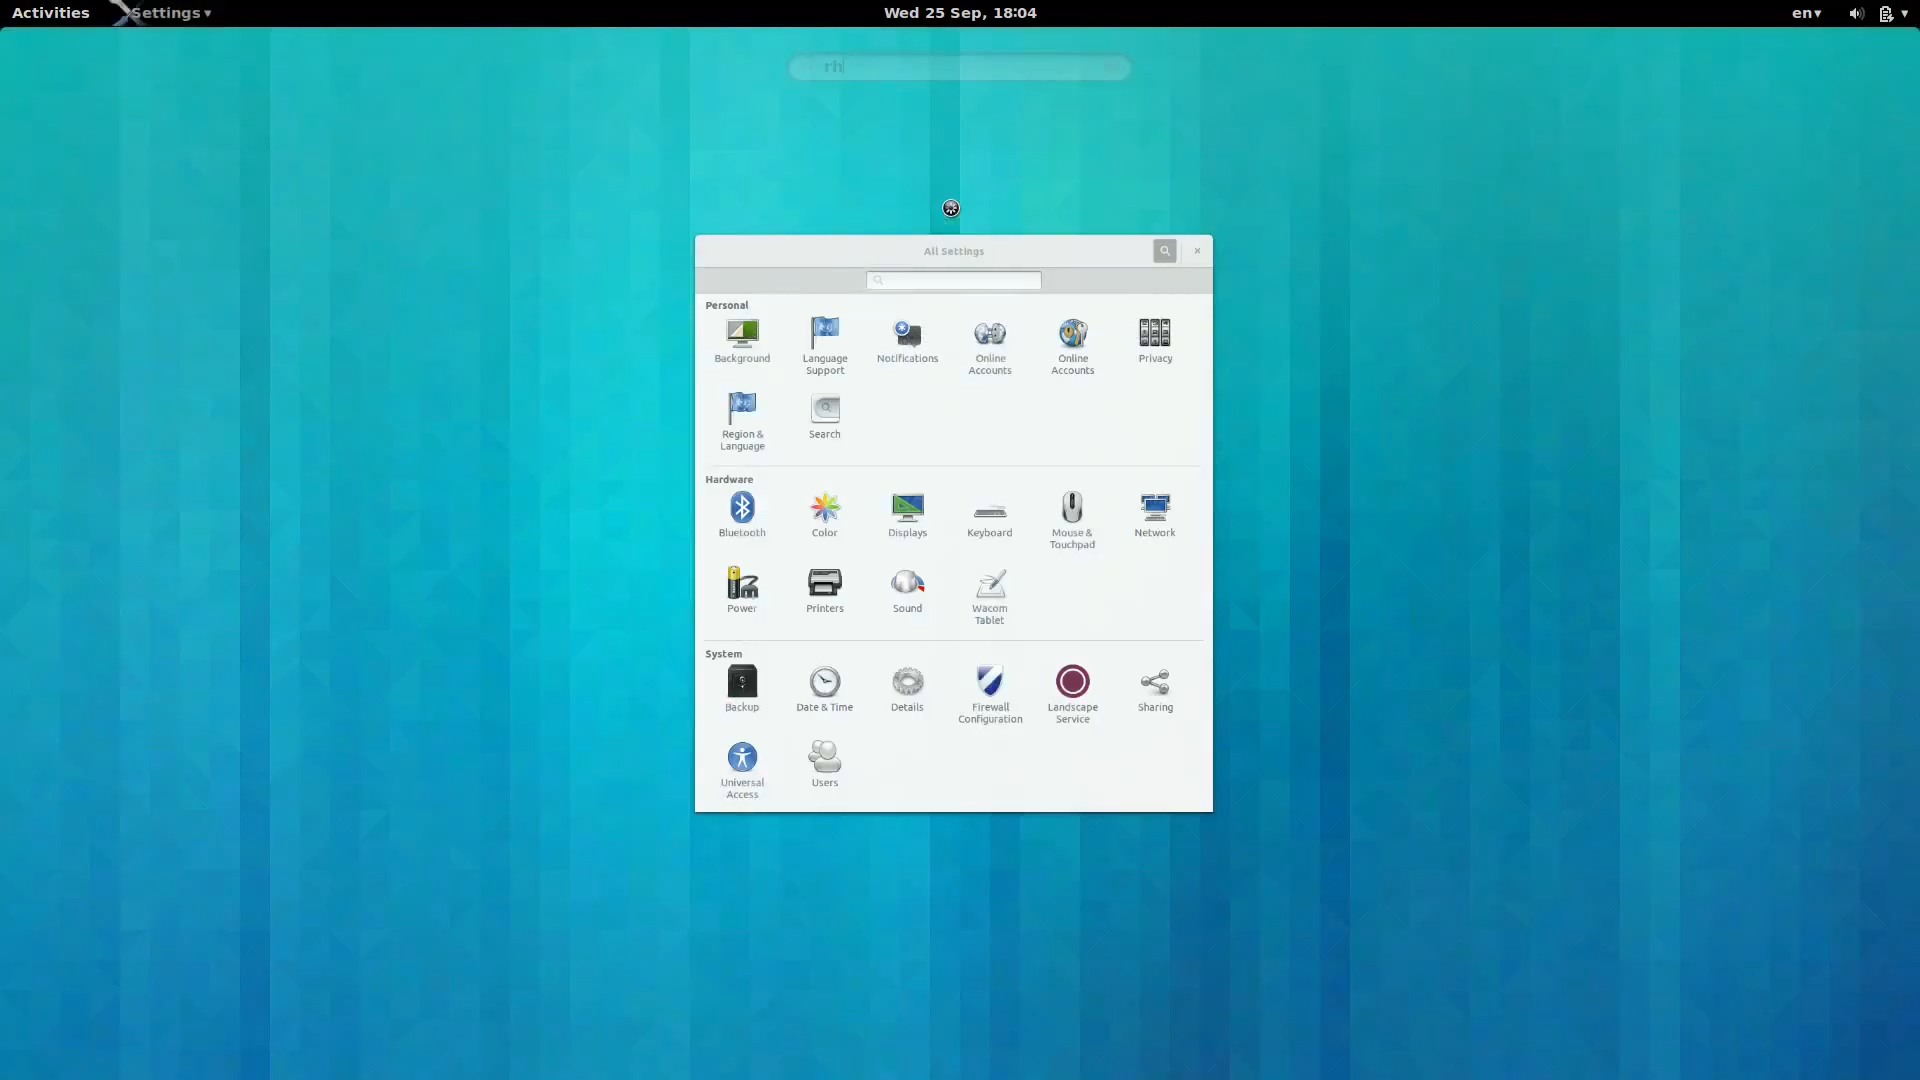 Activities Settings Wed 25 Sep, 18:04 en
rh
All Settings
Personal
Background Language Support Notifications Online Accounts Online Accounts Privacy
Region & Language Search
Hardware
Bluetooth Color Displays Keyboard Mouse & Touchpad Network
Power Printers Sound Wacom Tablet
System
Backup Date & Time Details Firewall Configuration Landscape Service Sharing
Universal Access Users